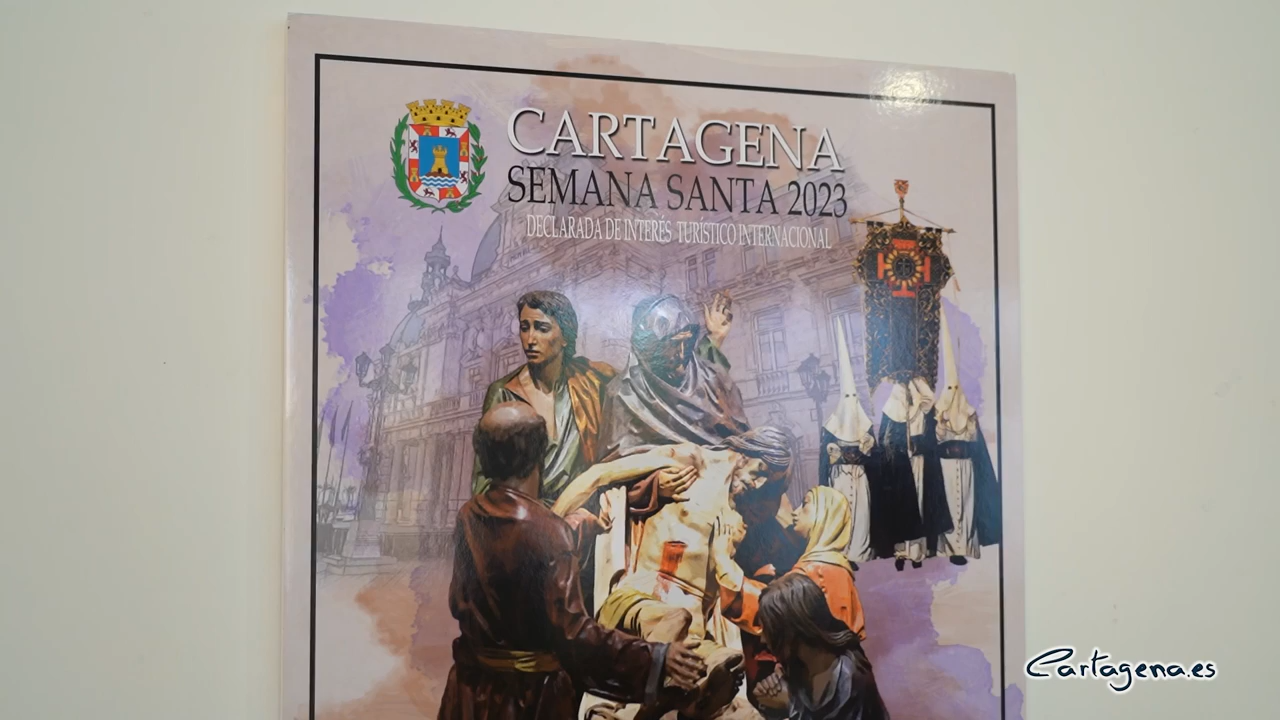 CARTAGENA
SEMANA SANTA 2023
DECLARADA DE INTERÉS TURÍSTICO INTERNACIONAL
Cartagena.es